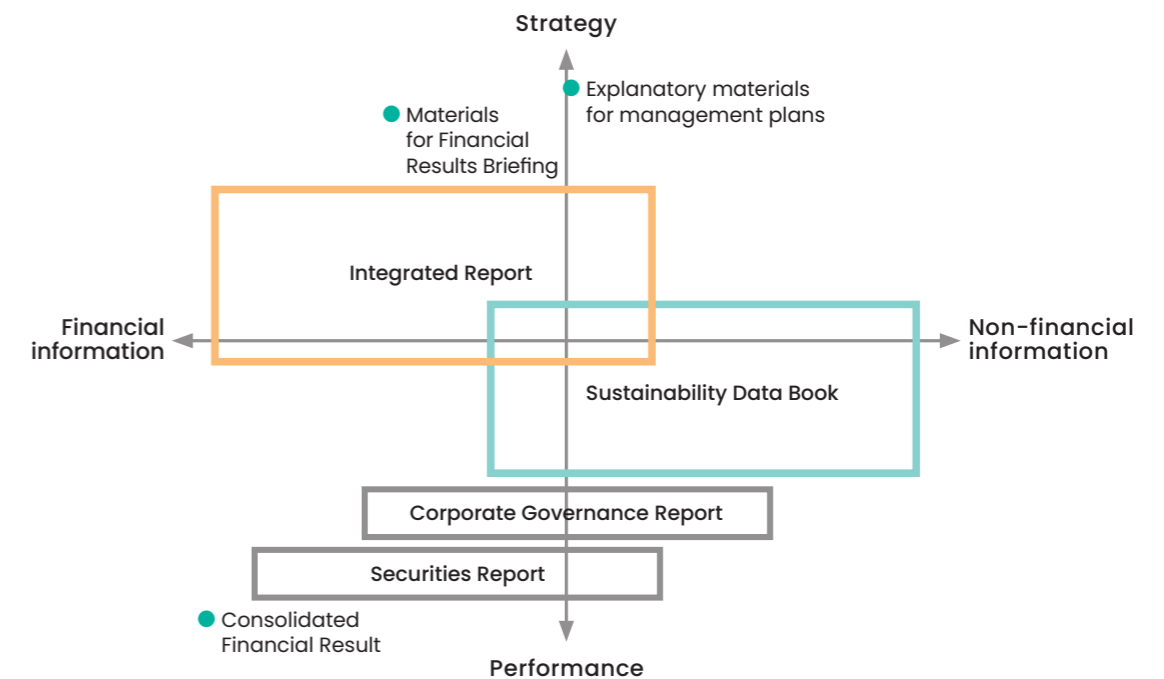 Strategy
Explanatory materials
for management plans
Materials
for Financial
Results Briefing
Integrated Report
Financial
information
Non-financial
information
Sustainability Data Book
Corporate Governance Report
Securities Report
Consolidated
Financial Result
Performance